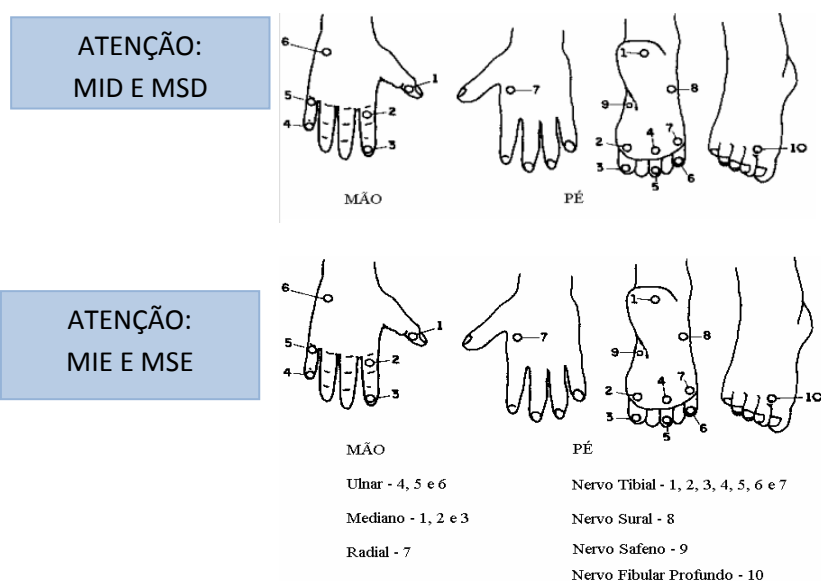 ATENÇÃO:
MID E MSD
6
1
5
2
4
3
7
1
8
9
2
4
7
3
5
6
10
MÃO
PÉ
ATENÇÃO:
MIE E MSE
6
1
5
2
4
3
7
1
8
9
2
4
7
3
5
6
10
MÃO
PÉ
Ulnar - 4, 5 e 6
Nervo Tibial - 1, 2, 3, 4, 5, 6 e 7
Mediano - 1, 2 e 3
Nervo Sural - 8
Radial - 7
Nervo Safeno - 9
Nervo Fibular Profundo - 10